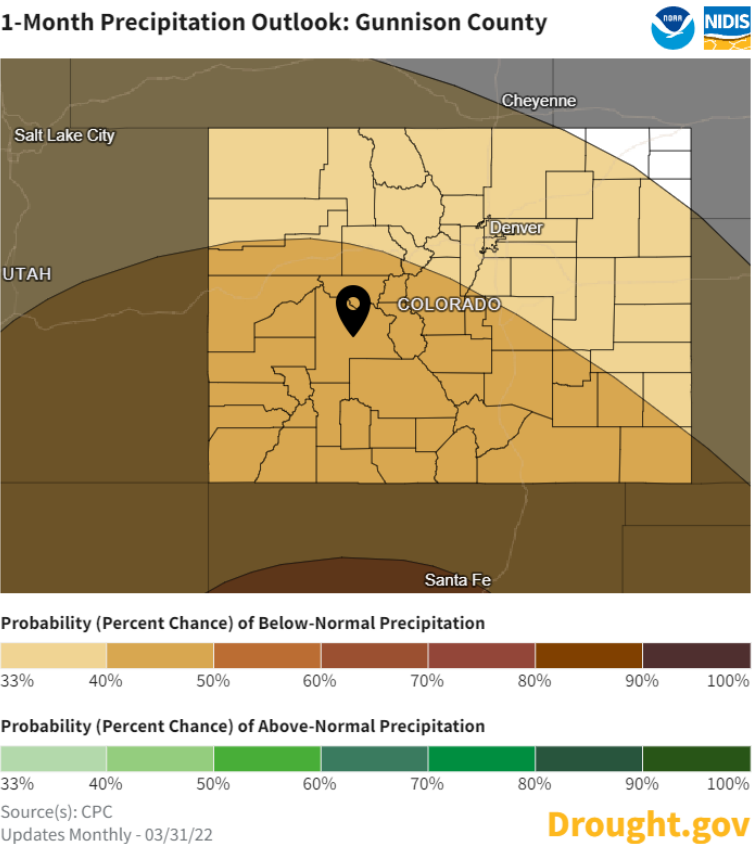 1-Month Precipitation Outlook: Gunnison County
NOAA
NIDIS
Cheyenne
Salt Lake City
Denver
UTAH
COLORADO
Santa Fe
Probability (Percent Chance) of Below-Normal Precipitation
33% 40% 50% 60% 70% 80% 90% 100%
Probability (Percent Chance) of Above-Normal Precipitation
33% 40% 50% 60% 70% 80% 90% 100%
Source(s): CPC
Updates Monthly - 03/31/22
Drought.gov